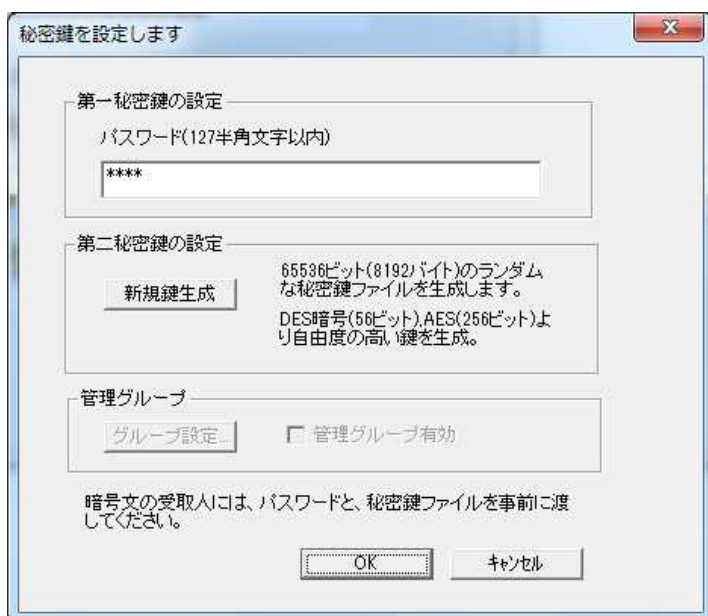 秘密鍵を設定します
第一秘密鍵の設定
パスワード(127半角文字以内)
****
第二秘密鍵の設定
新規鍵生成
65536ビット(8192バイト)のランダム
な秘密鍵ファイルを生成します。
DES暗号(56ビット),AES(256ビット)よ
り自由度の高い鍵を生成。
管理グループ
グループ設定...
管理グループ有効
暗号文の受取人には、パスワードと、秘密鍵ファイルを事前に渡
してください。
OK
キャンセル